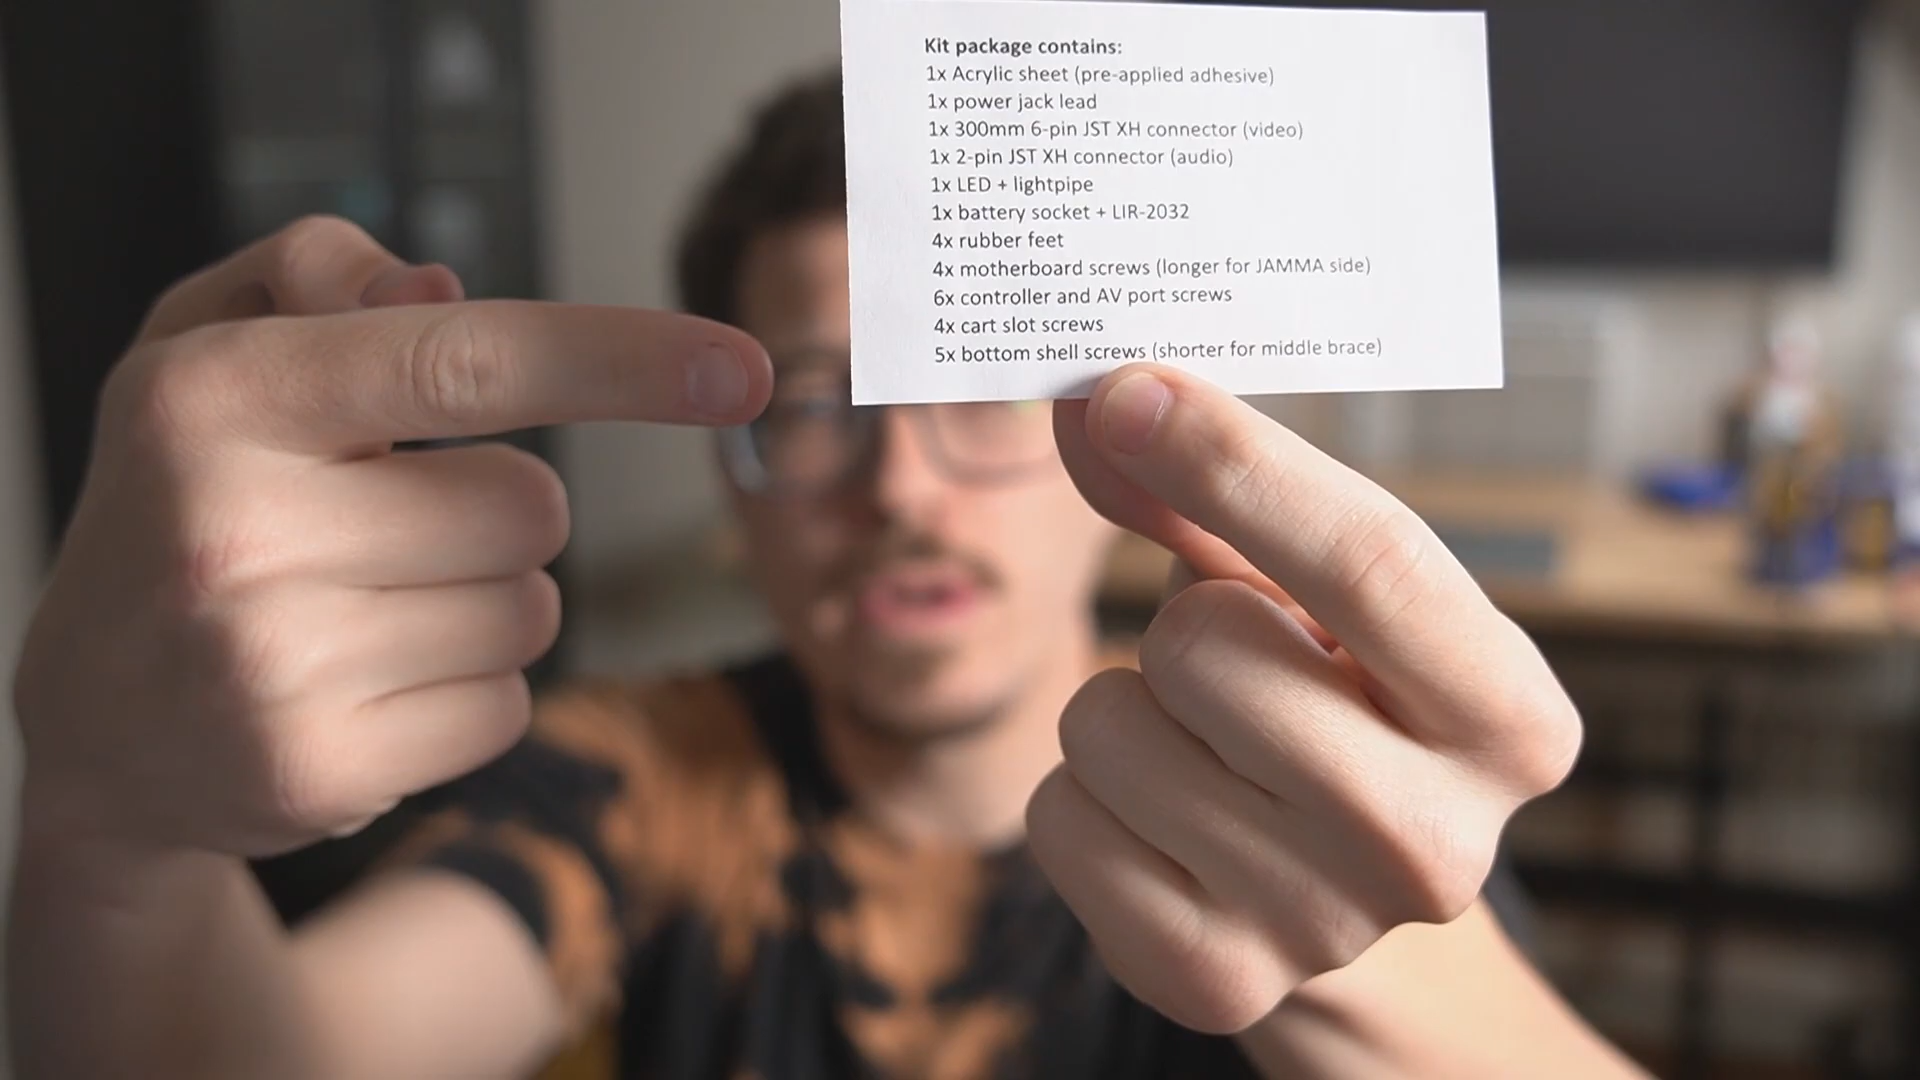 Kit package contains:
1x Acrylic sheet (pre-applied adhesive)
1x power jack lead
1x 300mm 6-pin JST XH connector (video)
1x 2-pin JST XH connector (audio)
1x LED + lightpipe
1x battery socket + LIR-2032
4x rubber feet
4x motherboard screws (longer for JAMMA side)
6x controller and AV port screws
4x cart slot screws
5x bottom shell screws (shorter for middle brace)